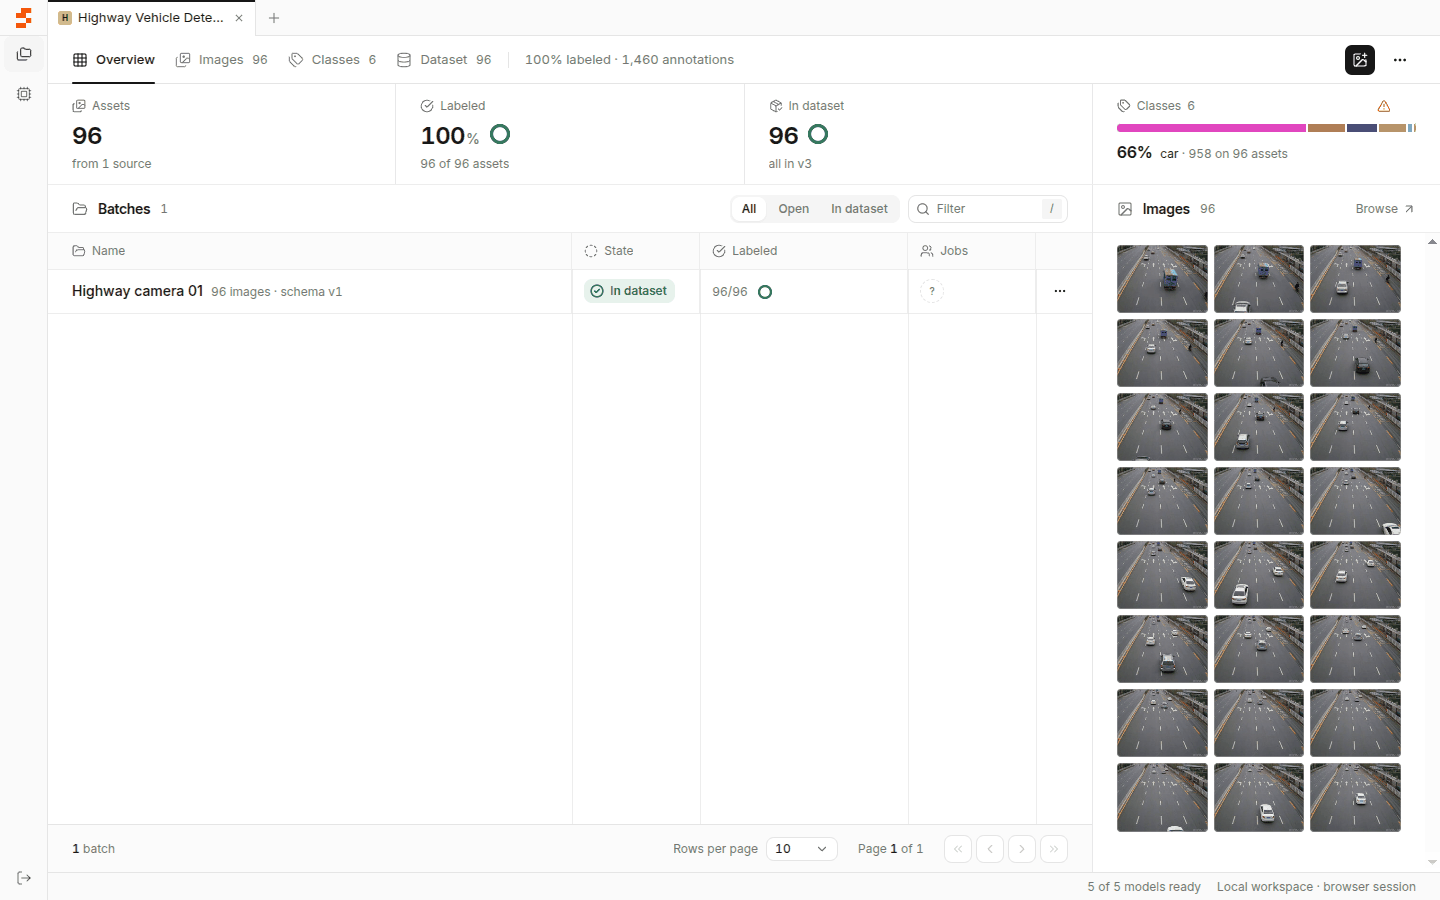 H Highway Vehicle Dete...
Overview
Images 96
Classes 6
Dataset 96
100% labeled · 1,460 annotations
Assets
96
from 1 source
Labeled
100%
96 of 96 assets
In dataset
96
all in v3
Classes 6
66% car · 958 on 96 assets
Batches 1
All
Open
In dataset
Filter
/
Images 96
Browse
Name
State
Labeled
Jobs
Highway camera 01 96 images · schema v1
In dataset
96/96
?
1 batch
Rows per page
10
Page 1 of 1
5 of 5 models ready
Local workspace · browser session